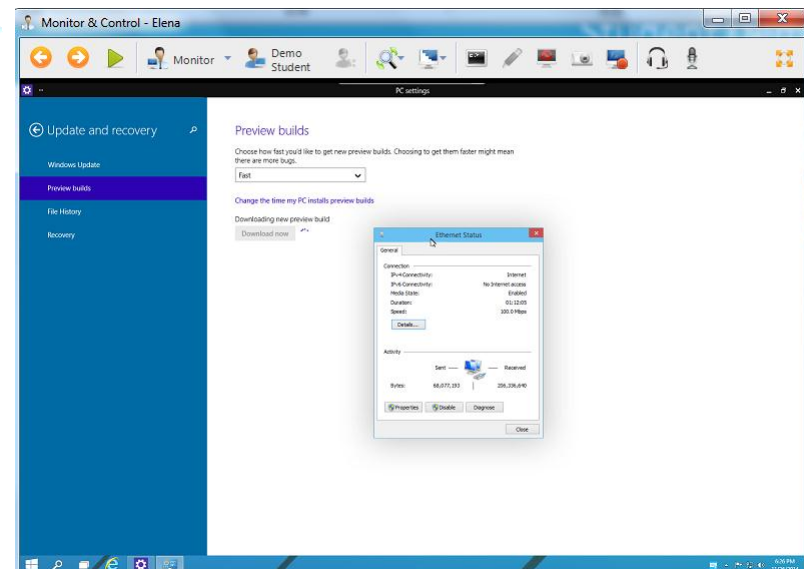 Monitor & Control - Elena
Monitor
Demo
Student
PC settings
Update and recovery
Windows Update
Preview builds
File History
Recovery
Preview builds
Choose how fast you'd like to get new preview builds. Choosing to get them faster might mean
there are more bugs.
Fast
Change the time my PC installs preview builds
Downloading new preview build
Download now
Ethernet Status
General
Connection
IPv4 Connectivity: Internet
IPv6 Connectivity: No Internet access
Media State: Enabled
Duration: 01:12:05
Speed: 100.0 Mbps
Details...
Activity
Sent — Received
Bytes: 68,077,193 206,336,640
Properties Disable Diagnose
Close
6:26 PM